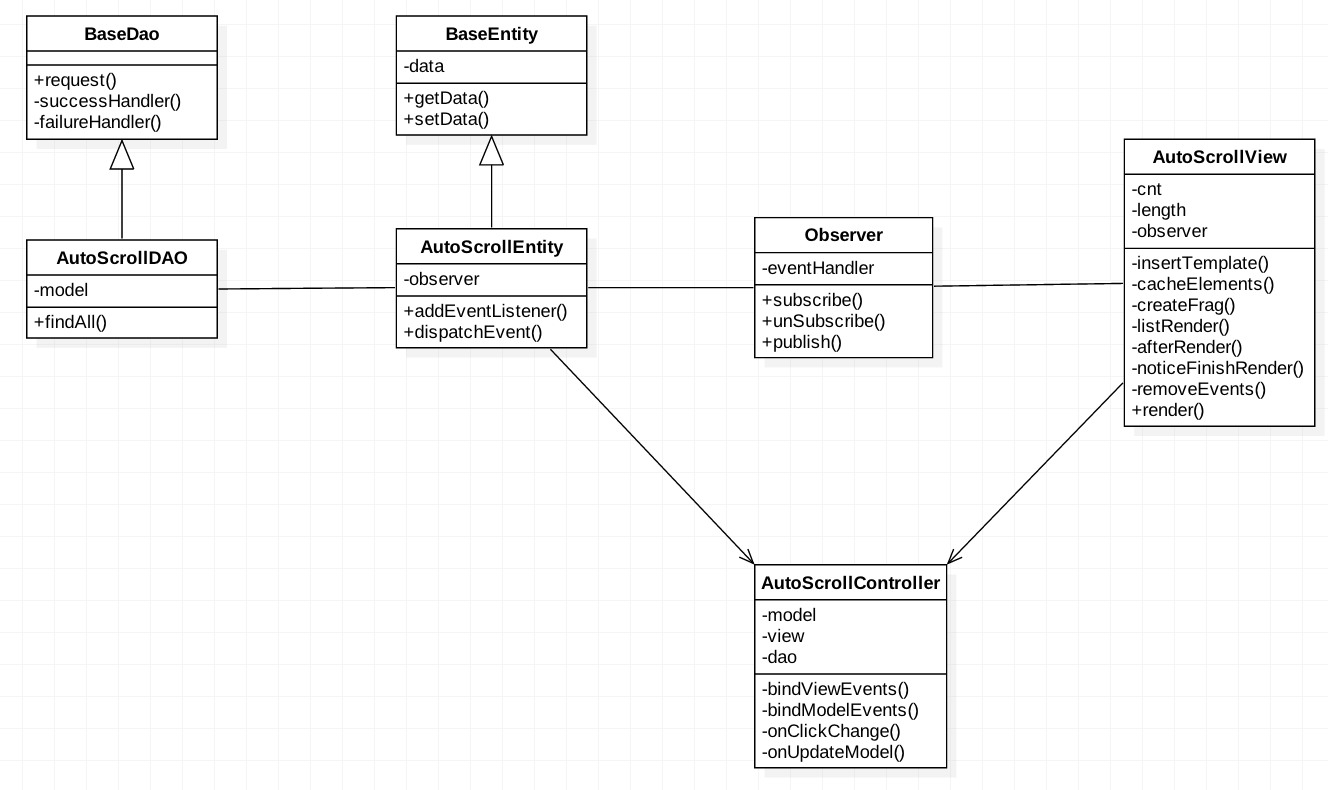 BaseDao
+request()
-successHandler()
-failureHandler()
BaseEntity
-data
+getData()
+setData()
AutoScrollView
-cnt
-length
-observer
-insertTemplate()
-cacheElements()
-createFrag()
-listRender()
-afterRender()
-noticeFinishRender()
-removeEvents()
+render()
AutoScrollDAO
-model
+findAll()
AutoScrollEntity
-observer
+addEventListener()
+dispatchEvent()
Observer
-eventHandler
+subscribe()
+unSubscribe()
+publish()
AutoScrollController
-model
-view
-dao
-bindViewEvents()
-bindModelEvents()
-onClickChange()
-onUpdateModel()